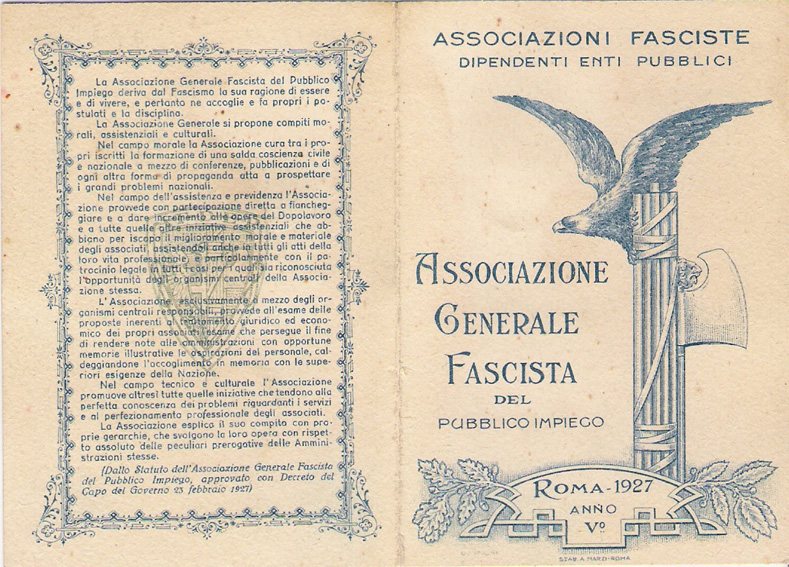 La Associazione Generale Fascista del Pubblico
Impiego deriva dal Fascismo la sua ragione di essere
e di vivere, e pertanto ne accoglie e fa propri i po-
stulati e la disciplina.
La Associazione Generale si propone compiti mo-
rali, assistenziali e culturali.
Nel campo morale la Associazione cura tra i pro-
pri iscritti la formazione di una salda coscienza civile
e nazionale a mezzo di conferenze, pubblicazioni e di
ogni altra forma di propaganda atta a prospettare
i grandi problemi nazionali.
Nel campo dell'assistenza e previdenza l'Associa-
zione provvede con partecipazione diretta a fiancheg-
giare e a dare incremento alle opere del Dopolavoro
e a tutte quelle altre iniziative assistenziali che ab-
biano per iscopo il miglioramento morale e materiale
degli associati, assistendoli anche in tutti gli atti della
loro vita professionale, e particolarmente con il pa-
trocinio legale in tutti i casi per i quali sia riconosciuta
l'opportunità dagli organismi centrali della Associa-
zione stessa.
L'Associazione, esclusivamente a mezzo degli or-
ganismi centrali responsabili, provvede all'esame delle
proposte inerenti al trattamento giuridico ed econo-
mico dei propri associati, esame che persegue il fine
di rendere note alle amministrazioni con opportune
memorie illustrative le aspirazioni del personale, cal-
deggiandone l'accoglimento in armonia con le supe-
riori esigenze della Nazione.
Nel campo tecnico e culturale l'Associazione
promuove altresì tutte quelle iniziative che tendano alla
perfetta conoscenza dei problemi riguardanti i servizi
e al perfezionamento professionale degli associati.
La Associazione esplica il suo compito con pro-
prie gerarchie, che svolgono la loro opera con rispet-
to assoluto delle peculiari prerogative delle Ammini-
strazioni stesse.
(Dallo Statuto dell'Associazione Generale Fascista
del Pubblico Impiego, approvato con Decreto del
Capo del Governo 23 febbraio 1927)
ASSOCIAZIONI FASCISTE
DIPENDENTI ENTI PUBBLICI
ASSOCIAZIONE
GENERALE
FASCISTA
DEL
PUBBLICO IMPIEGO
ROMA-1927
ANNO
Vº
STAB. A. MARZI-ROMA